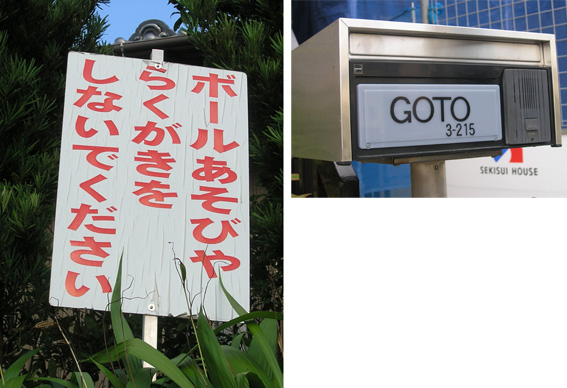 ボールあそびや
らくがきを
しないでください
GOTO
3-215
SEKISUI HOUSE